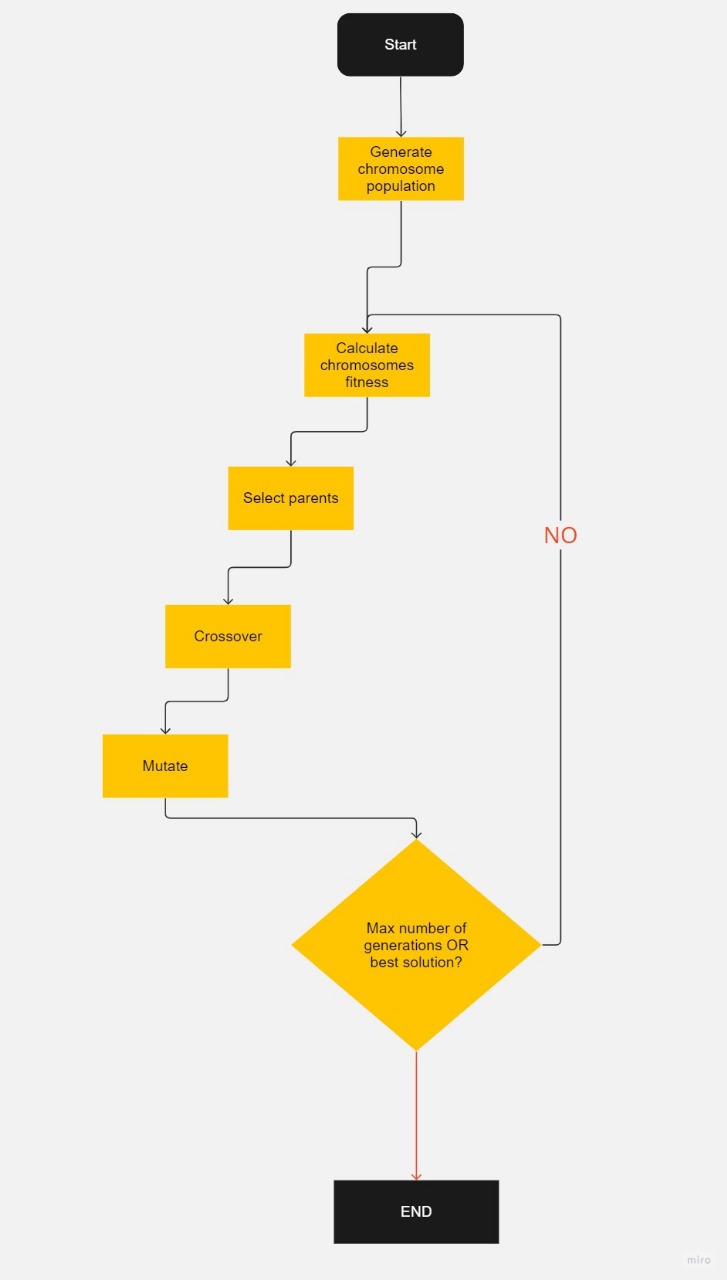 Start
Generate
chromosome
population
Calculate
chromosomes
fitness
Select parents
NO
Crossover
Mutate
Max number of
generations OR
best solution?
END
miro